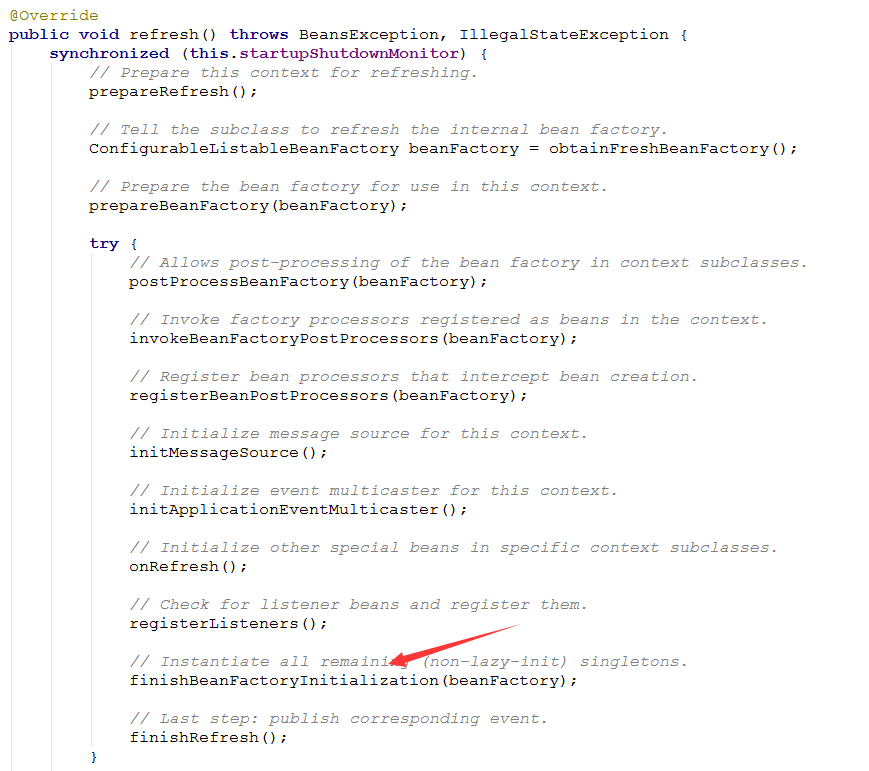 @Override
public void refresh() throws BeansException, IllegalStateException {
synchronized (this.startupShutdownMonitor) {
// Prepare this context for refreshing.
prepareRefresh();
// Tell the subclass to refresh the internal bean factory.
ConfigurableListableBeanFactory beanFactory = obtainFreshBeanFactory();
// Prepare the bean factory for use in this context.
prepareBeanFactory(beanFactory);
try {
// Allows post-processing of the bean factory in context subclasses.
postProcessBeanFactory(beanFactory);
// Invoke factory processors registered as beans in the context.
invokeBeanFactoryPostProcessors(beanFactory);
// Register bean processors that intercept bean creation.
registerBeanPostProcessors(beanFactory);
// Initialize message source for this context.
initMessageSource();
// Initialize event multicaster for this context.
initApplicationEventMulticaster();
// Initialize other special beans in specific context subclasses.
onRefresh();
// Check for listener beans and register them.
registerListeners();
// Instantiate all remaining (non-lazy-init) singletons.
finishBeanFactoryInitialization(beanFactory);
// Last step: publish corresponding event.
finishRefresh();
}